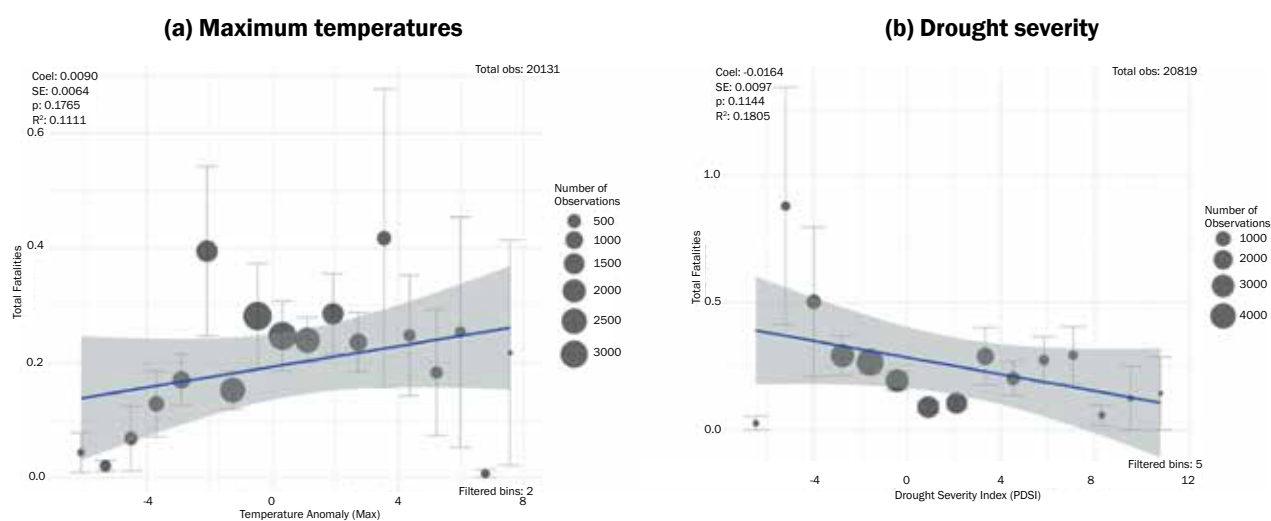 (a) Maximum temperatures
Coel: 0.0090
SE: 0.0064
p: 0.1765
R²: 0.1111
Total obs: 20131
0.6
0.4
0.2
0.0
Total Fatalities
-4
0
4
8
Filtered bins: 2
Temperature Anomaly (Max)
Number of
Observations
500
1000
1500
2000
2500
3000
(b) Drought severity
Coel: -0.0164
SE: 0.0097
p: 0.1144
R²: 0.1805
Total obs: 20819
1.0
0.5
0.0
Total Fatalities
Filtered bins: 5
-4
0
4
8
12
Drought Severity Index (PDSI)
Number of
Observations
1000
2000
3000
4000